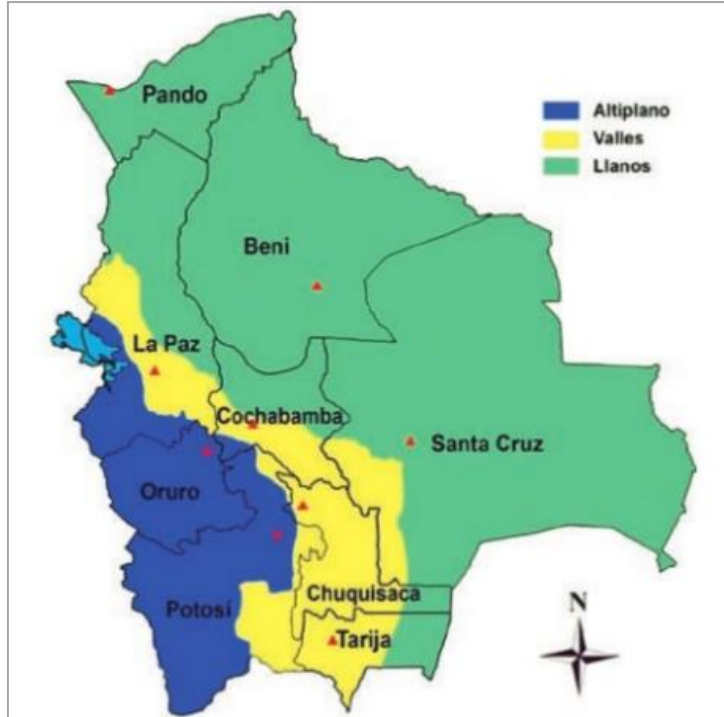 Pando
Altiplano
Valles
Llanos
Beni
La Paz
Cochabamba
Santa Cruz
Oruro
Chuquisaca
Potosí
Tarija
N